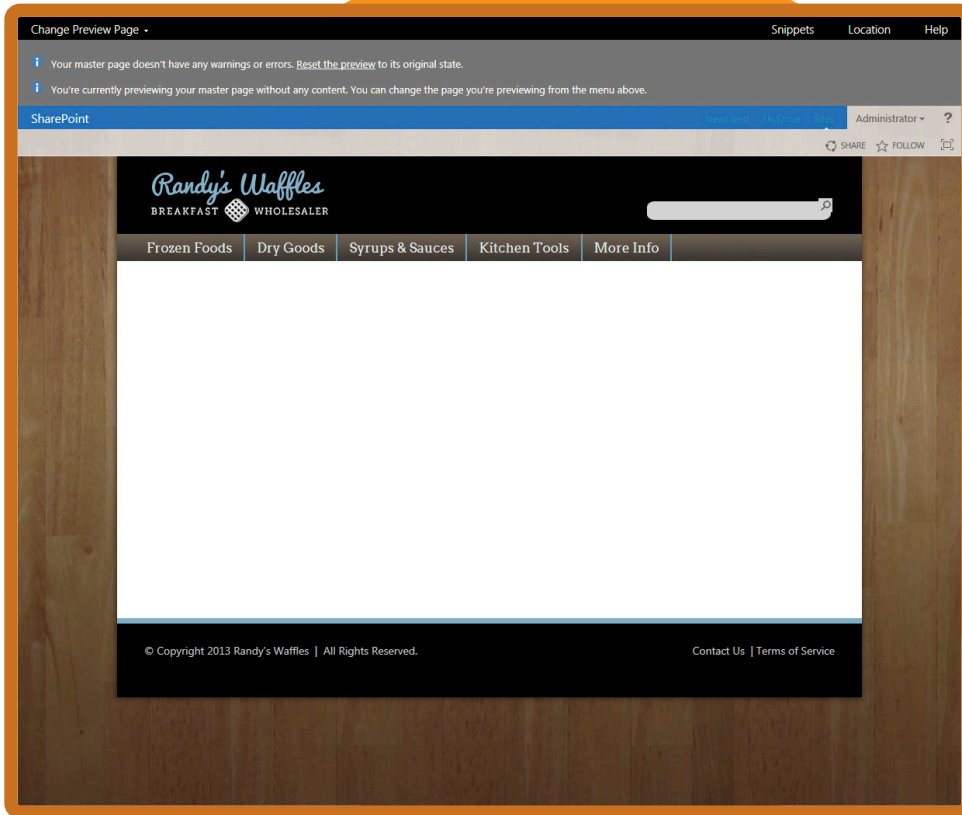 Change Preview Page
Snippets Location Help
Your master page doesn't have any warnings or errors. Reset the preview to its original state.
You're currently previewing your master page without any content. You can change the page you're previewing from the menu above.
SharePoint Newsfeed SkyDrive Sites Administrator ?
SHARE FOLLOW
Randy's Waffles
BREAKFAST WHOLESALER
Frozen Foods Dry Goods Syrups & Sauces Kitchen Tools More Info
© Copyright 2013 Randy's Waffles | All Rights Reserved. Contact Us | Terms of Service